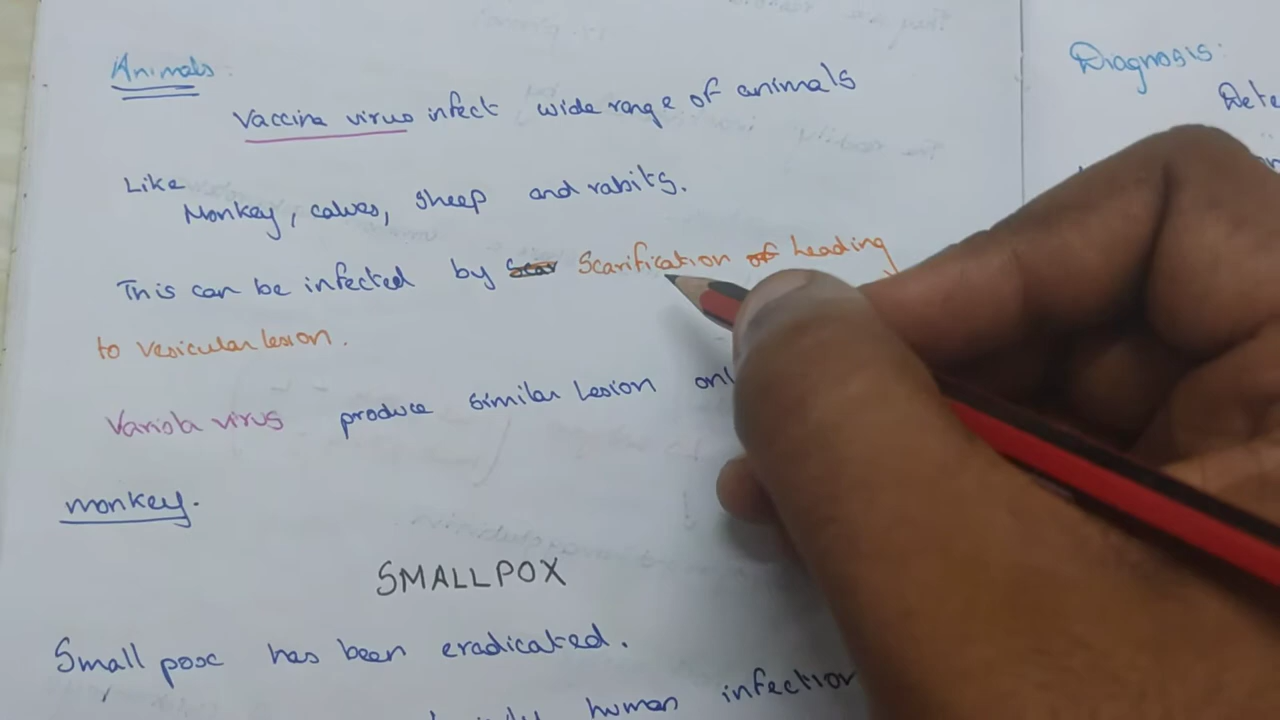 Animals:
Vaccina virus infect wide range of animals
Like
Monkey, calves, sheep and rabits.
This can be infected by Scarification of leading
to vesicular lesion.
Variola virus produce similar lesion
monkey.
SMALLPOX
Small pox has been eradicated.
human infection
Diagnosis: